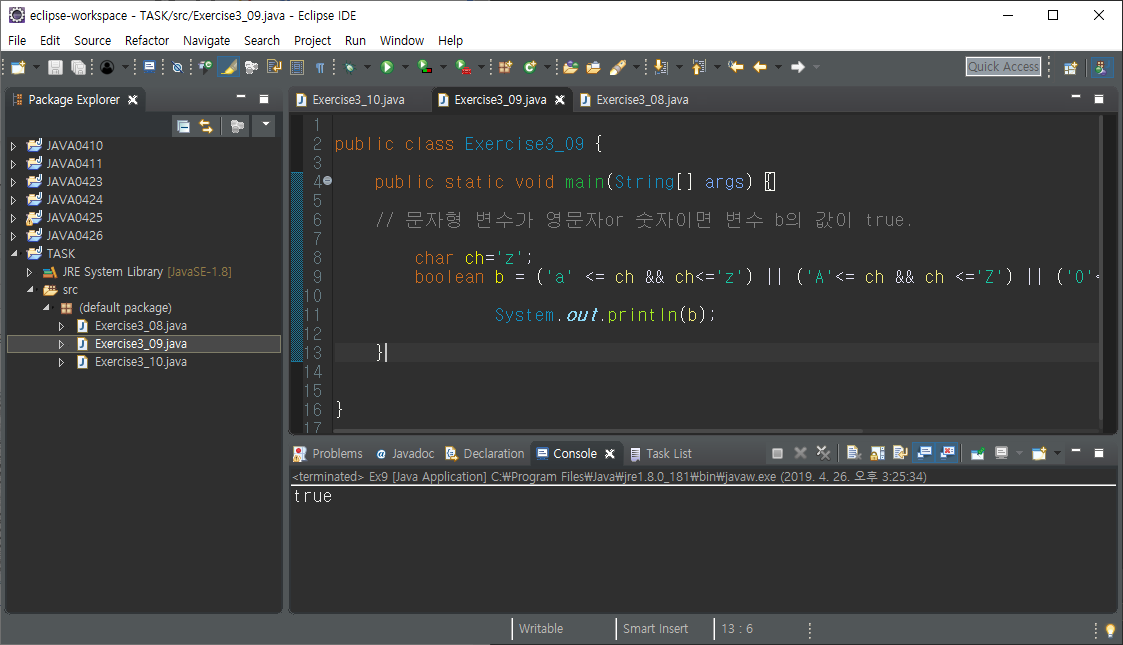 eclipse-workspace - TASK/src/Exercise3_09.java - Eclipse IDE
File Edit Source Refactor Navigate Search Project Run Window Help
Quick Access
Package Explorer
JAVA0410
JAVA0411
JAVA0423
JAVA0424
JAVA0425
JAVA0426
TASK
JRE System Library [JavaSE-1.8]
src
(default package)
Exercise3_08.java
Exercise3_09.java
Exercise3_10.java
Exercise3_10.java Exercise3_09.java Exercise3_08.java
1
2 public class Exercise3_09 {
3
4 public static void main(String[] args) {
5
6 // 문자형 변수가 영문자or 숫자이면 변수 b의 값이 true.
7
8 char ch='z';
9 boolean b = ('a' <= ch && ch<='z') || ('A'<= ch && ch <='Z') || ('0'<
10
11 System.out.println(b);
12
13 }
14
15
16 }
17
Problems Javadoc Declaration Console Task List
<terminated> Ex9 [Java Application] C:₩Program Files₩Java₩jre1.8.0_181₩bin₩javaw.exe (2019. 4. 26. 오후 3:25:34)
true
Writable Smart Insert 13 : 6